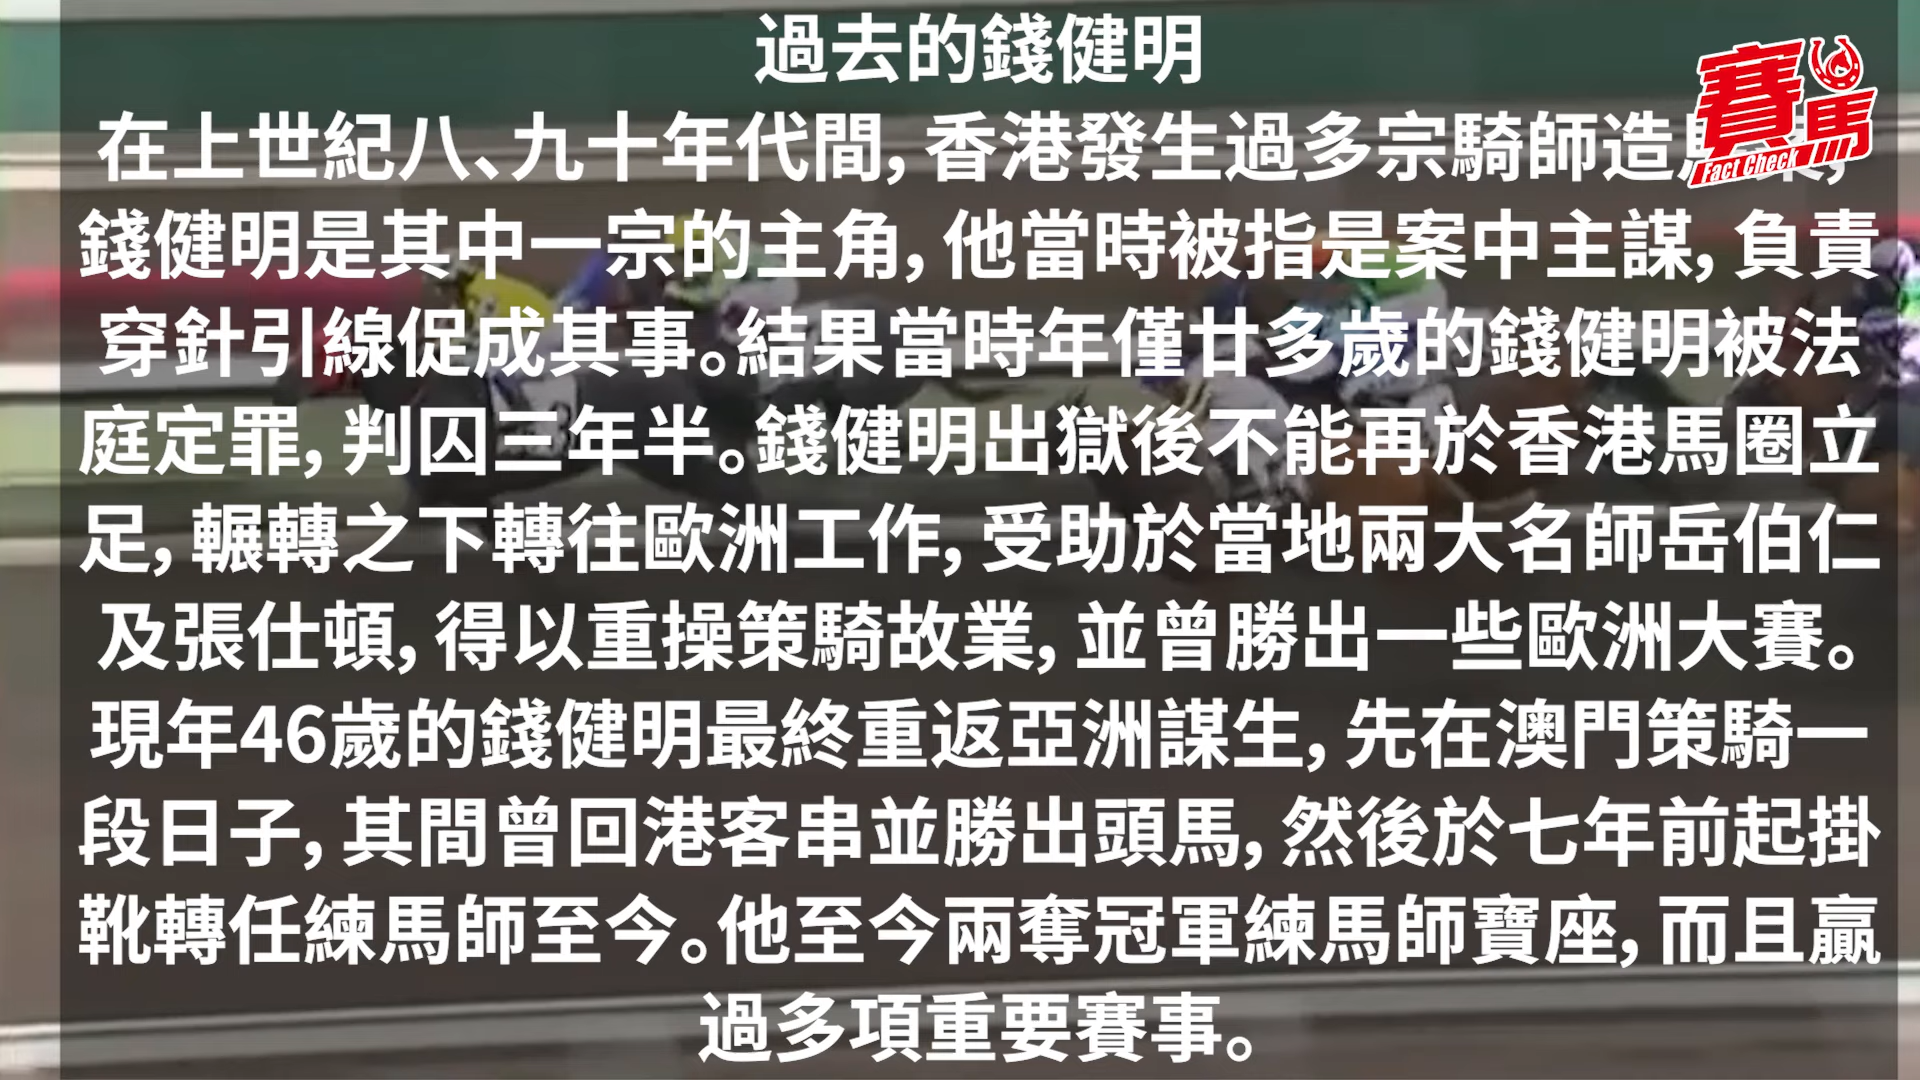 過去的錢健明
在上世紀八、九十年代間, 香港發生過多宗騎師造
錢健明是其中一宗的主角, 他當時被指是案中主謀, 負責
穿針引線促成其事。結果當時年僅廿多歲的錢健明被法
庭定罪, 判囚三年半。錢健明出獄後不能再於香港馬圈立
足, 輾轉之下轉往歐洲工作, 受助於當地兩大名師岳伯仁
及張仕頓, 得以重操策騎故業, 並曾勝出一些歐洲大賽。
現年46歲的錢健明最終重返亞洲謀生, 先在澳門策騎一
段日子, 其間曾回港客串並勝出頭馬, 然後於七年前起掛
靴轉任練馬師至今。他至今兩奪冠軍練馬師寶座, 而且贏
過多項重要賽事。
賽馬
Fact Check